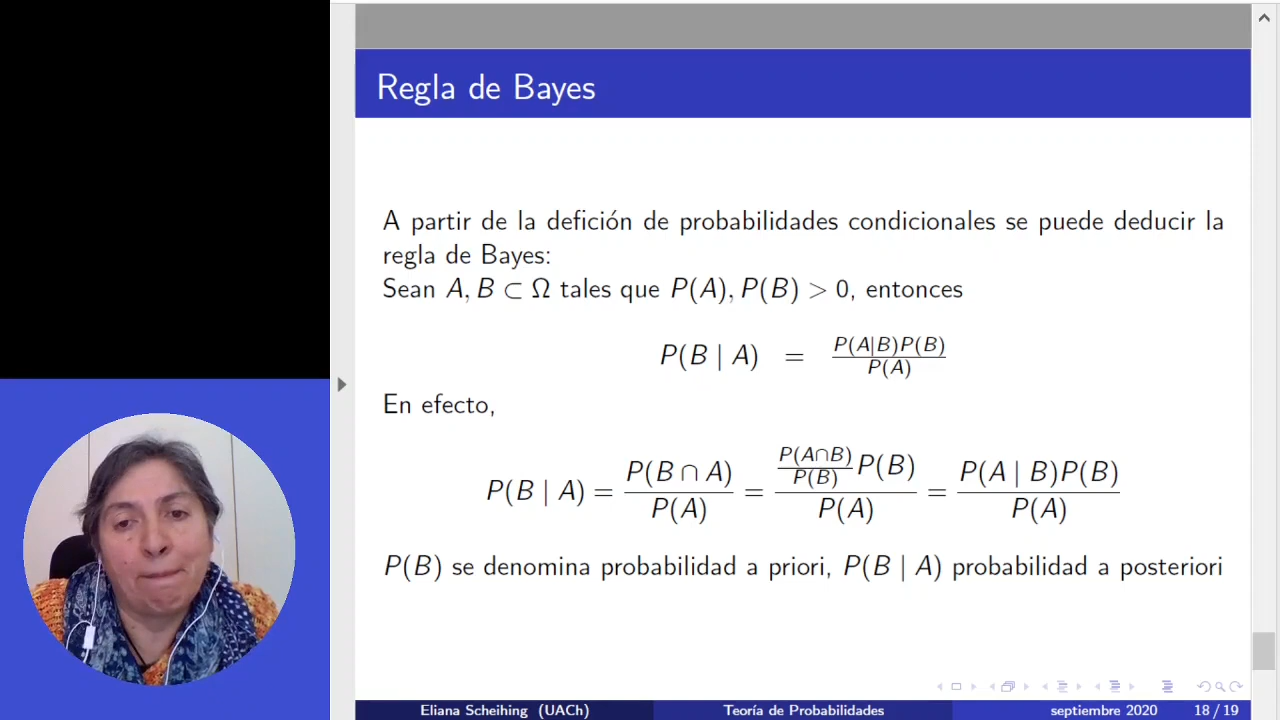 Regla de Bayes
A partir de la defición de probabilidades condicionales se puede deducir la
regla de Bayes:
Sean A, B ⊂ Ω tales que P(A), P(B) > 0, entonces
P(B | A) = P(A|B)P(B) / P(A)
En efecto,
P(B | A) = P(B ∩ A) / P(A) = (P(A∩B) / P(B)) P(B) / P(A) = P(A | B)P(B) / P(A)
P(B) se denomina probabilidad a priori, P(B | A) probabilidad a posteriori
Eliana Scheihing (UACh) Teoría de Probabilidades septiembre 2020 18 / 19